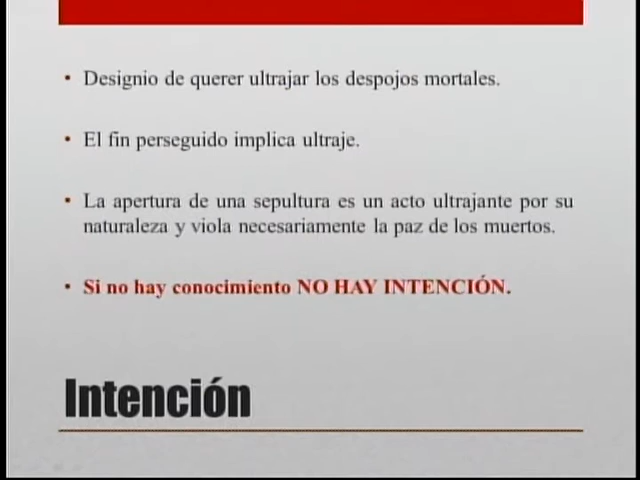 • Designio de querer ultrajar los despojos mortales.
• El fin perseguido implica ultraje.
• La apertura de una sepultura es un acto ultrajante por su
naturaleza y viola necesariamente la paz de los muertos.
• Si no hay conocimiento NO HAY INTENCIÓN.
Intención